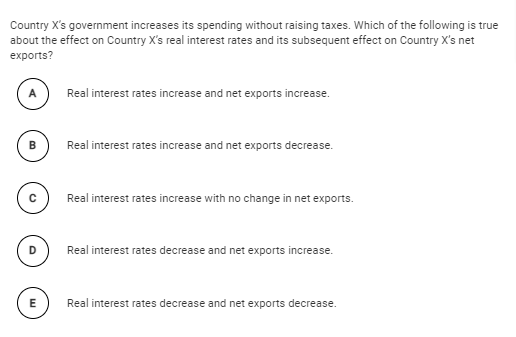 Country X's government increases its spending without raising taxes. Which of the following is true
about the effect on Country X's real interest rates and its subsequent effect on Country X's net
exports?
A Real interest rates increase and net exports increase.
B Real interest rates increase and net exports decrease.
C Real interest rates increase with no change in net exports.
D Real interest rates decrease and net exports increase.
E Real interest rates decrease and net exports decrease.